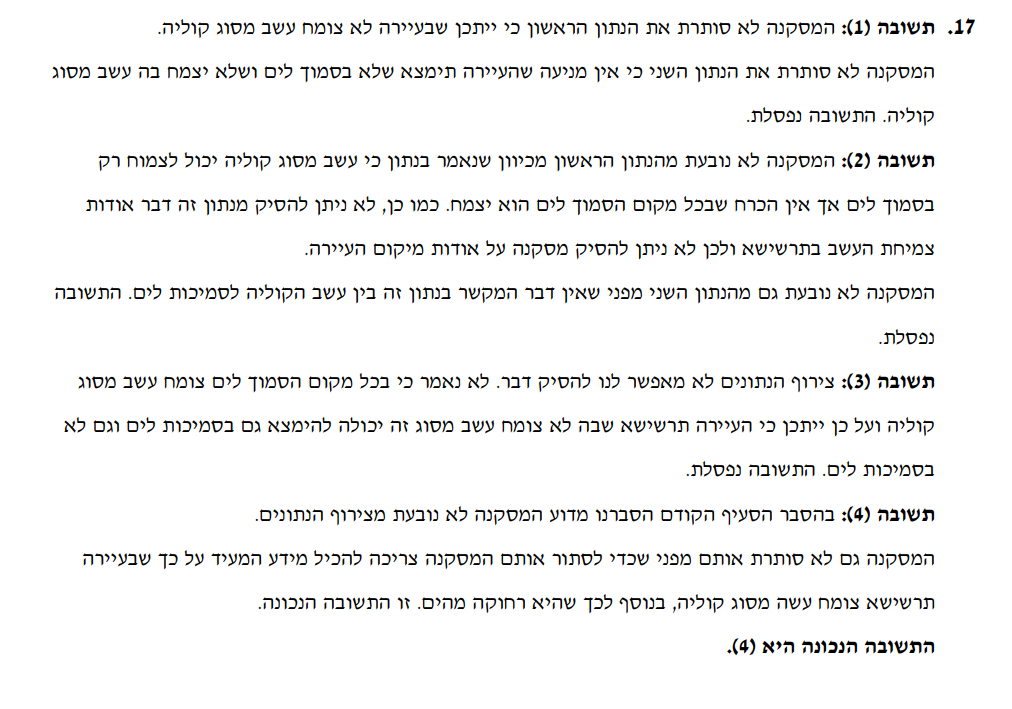 17. תשובה (1): המסקנה לא סותרת את הנתון הראשון כי ייתכן שבעיירה לא צומח עשב מסוג קוליה.
המסקנה לא סותרת את הנתון השני כי אין מניעה שהעיירה תימצא שלא בסמוך לים ושלא יצמח בה עשב מסוג
קוליה. התשובה נפסלת.
תשובה (2): המסקנה לא נובעת מהנתון הראשון מכיוון שנאמר בנתון כי עשב מסוג קוליה יכול לצמוח רק
בסמוך לים אך אין הכרח שבכל מקום הסמוך לים הוא יצמח. כמו כן, לא ניתן להסיק מנתון זה דבר אודות
צמיחת העשב בתרשישא ולכן לא ניתן להסיק מסקנה על אודות מיקום העיירה.
המסקנה לא נובעת גם מהנתון השני מפני שאין דבר המקשר בנתון זה בין עשב הקוליה לסמיכות לים. התשובה
נפסלת.
תשובה (3): צירוף הנתונים לא מאפשר לנו להסיק דבר. לא נאמר כי בכל מקום הסמוך לים צומח עשב מסוג
קוליה ועל כן ייתכן כי העיירה תרשישא שבה לא צומח עשב מסוג זה יכולה להימצא גם בסמיכות לים וגם לא
בסמיכות לים. התשובה נפסלת.
תשובה (4): בהסבר הסעיף הקודם הסברנו מדוע המסקנה לא נובעת מצירוף הנתונים.
המסקנה גם לא סותרת אותם מפני שכדי לסתור אותם המסקנה צריכה להכיל מידע המעיד על כך שבעיירה
תרשישא צומח עשה מסוג קוליה, בנוסף לכך שהיא רחוקה מהים. זו התשובה הנכונה.
התשובה הנכונה היא (4).